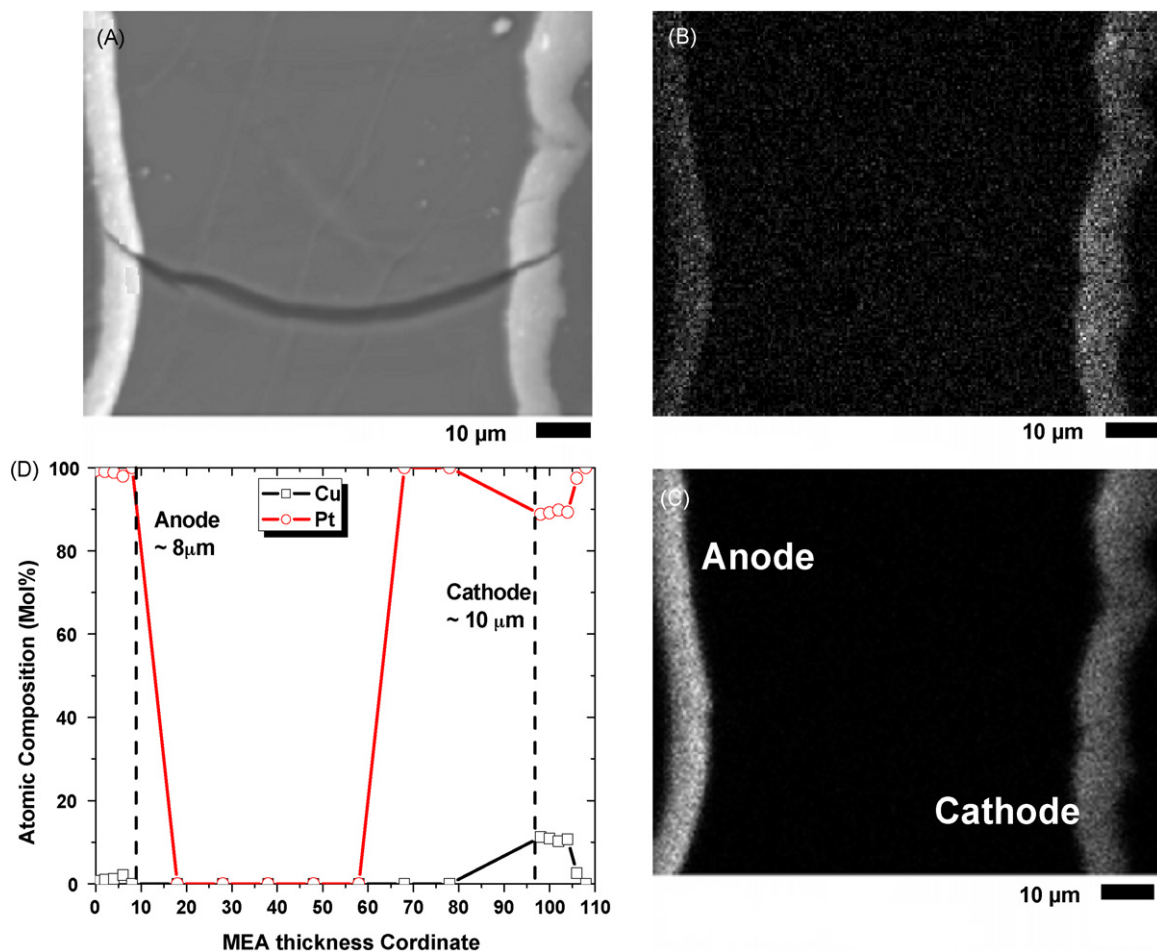 (A)
(B)
10 µm
10 µm
(D)
100
80
60
40
20
0
Atomic Composition (Mol%)
Cu
Pt
Anode
~ 8µm
Cathode
~ 10 µm
0 10 20 30 40 50 60 70 80 90 100 110
MEA thickness Cordinate
(C)
Anode
Cathode
10 µm